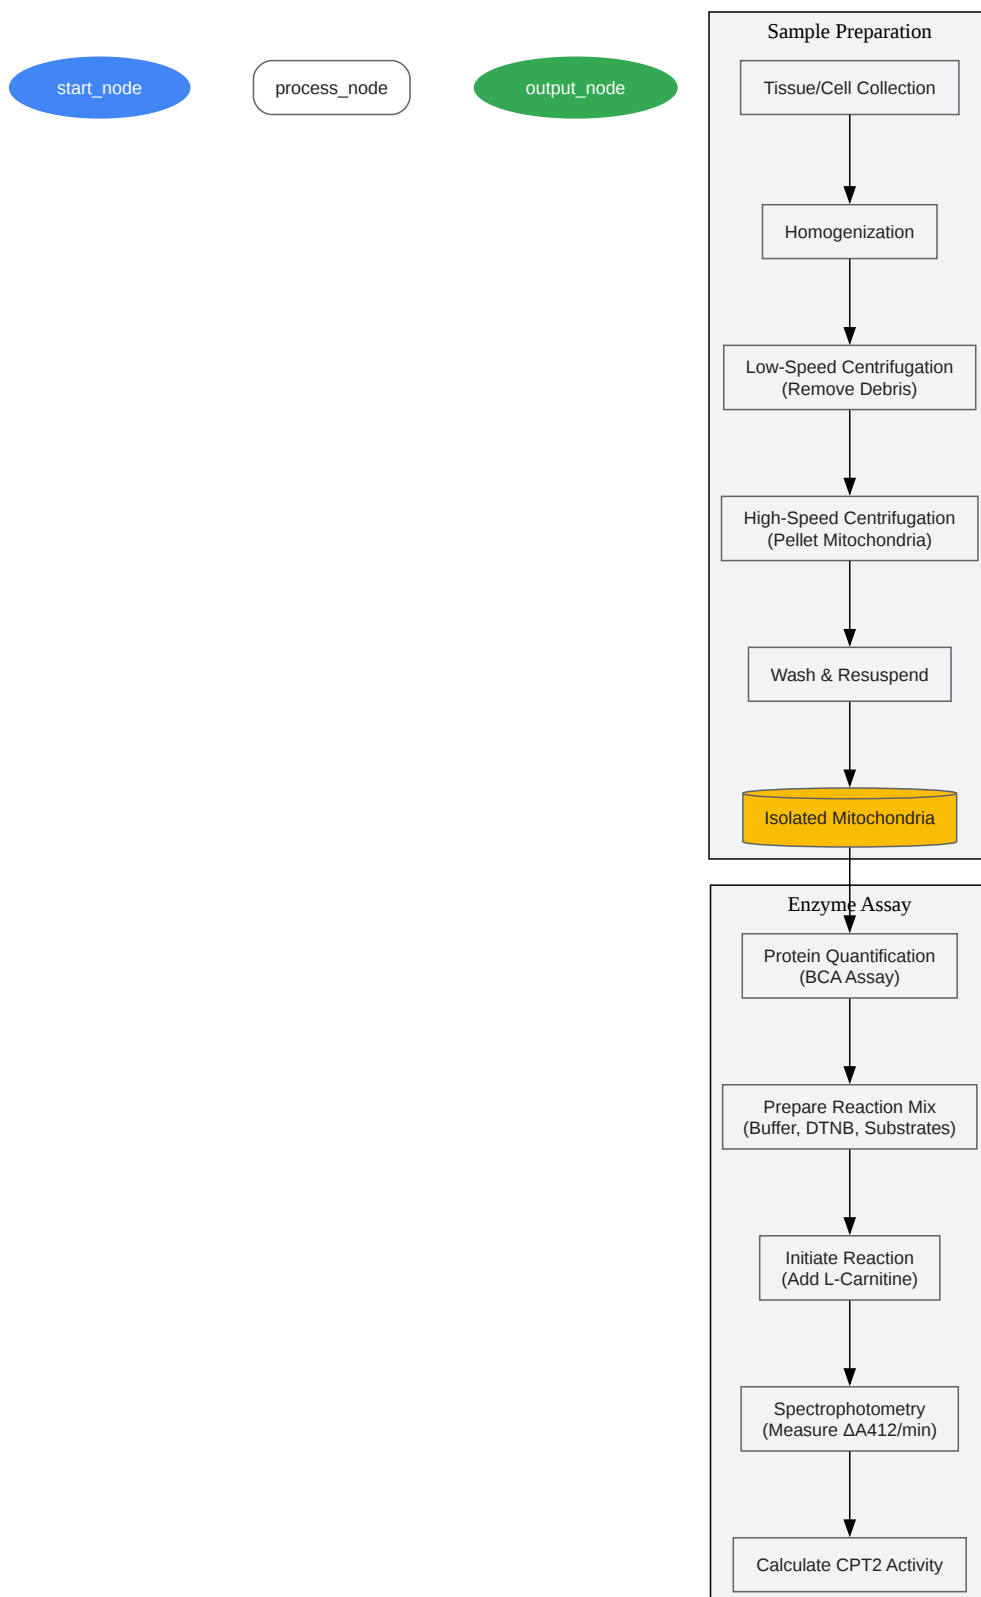 start_node
process_node
output_node
Sample Preparation
Tissue/Cell Collection
Homogenization
Low-Speed Centrifugation
(Remove Debris)
High-Speed Centrifugation
(Pellet Mitochondria)
Wash & Resuspend
Isolated Mitochondria
Enzyme Assay
Protein Quantification
(BCA Assay)
Prepare Reaction Mix
(Buffer, DTNB, Substrates)
Initiate Reaction
(Add L-Carnitine)
Spectrophotometry
(Measure ΔA412/min)
Calculate CPT2 Activity